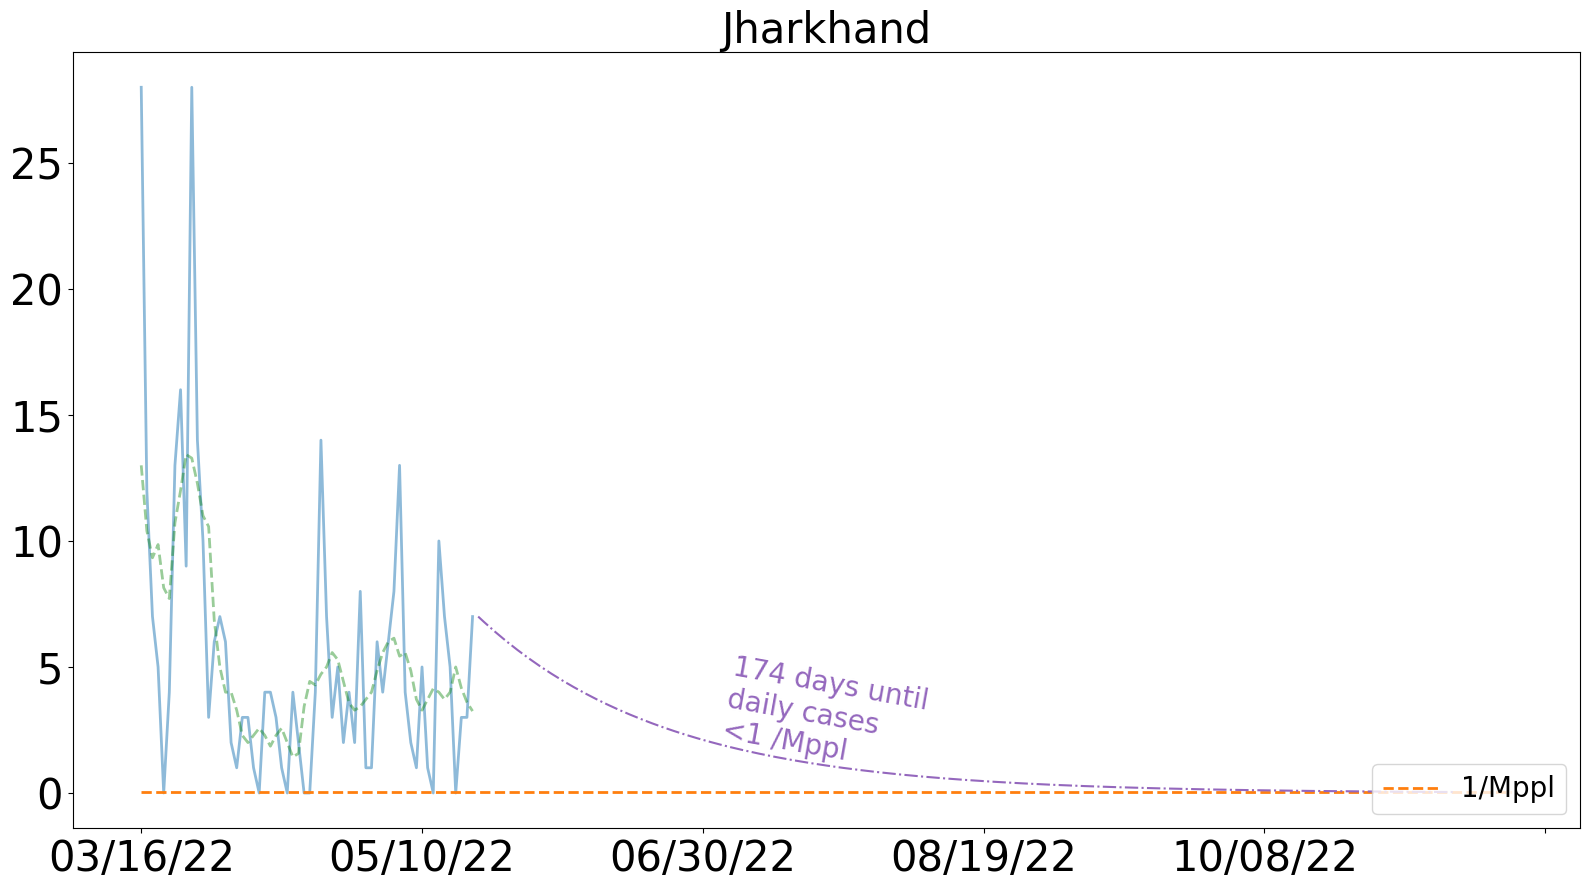 Jharkhand
25
20
15
10
5
0
174 days until
daily cases
<1 /Mppl
1/Mppl
03/16/22
05/10/22
06/30/22
08/19/22
10/08/22